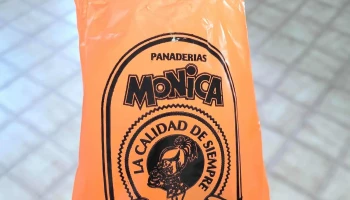 PANADERIAS
MONICA
LA CALIDAD DE SIEMPRE